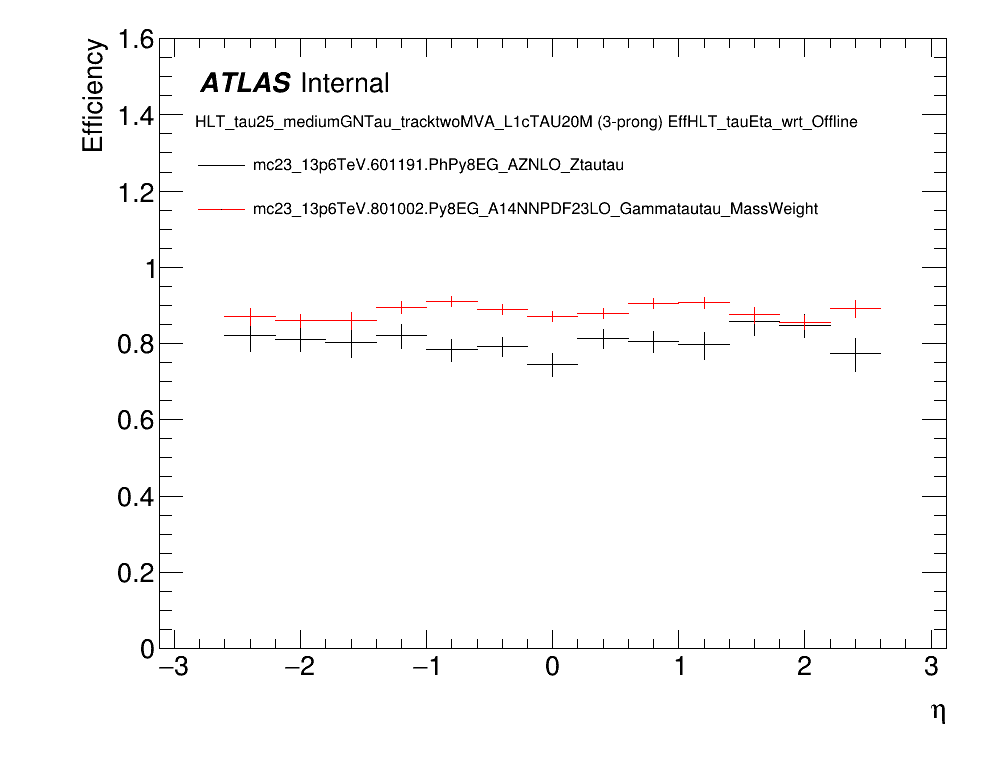 Efficiency
1.6
1.4
1.2
1
0.8
0.6
0.4
0.2
0
ATLAS Internal
HLT_tau25_mediumGNTau_tracktwoMVA_L1cTAU20M (3-prong) EffHLT_tauEta_wrt_Offline
mc23_13p6TeV.601191.PhPy8EG_AZNLO_Ztautau
mc23_13p6TeV.801002.Py8EG_A14NNPDF23LO_Gammatautau_MassWeight
−3 −2 −1 0 1 2 3
η